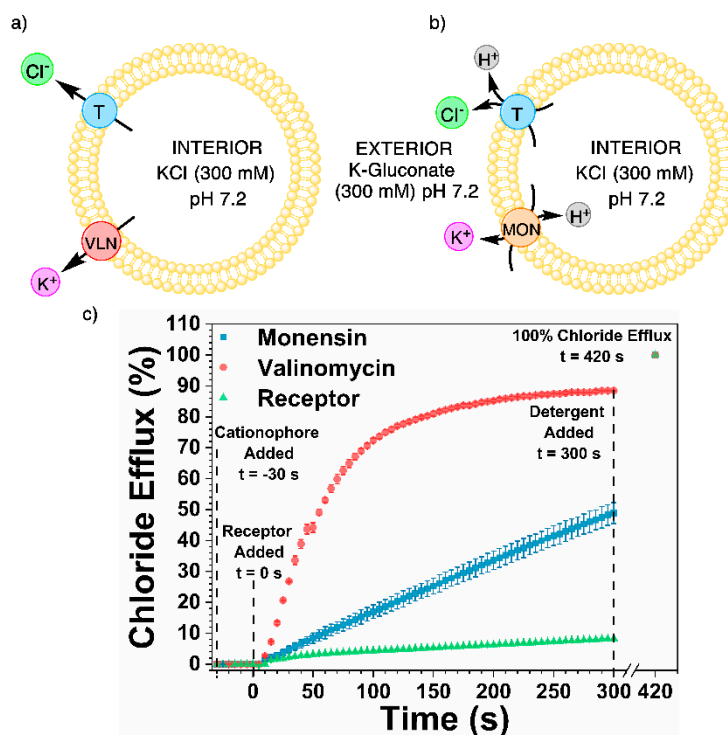 a)
Cl⁻
T
INTERIOR
KCl (300 mM)
pH 7.2
VLN
K⁺
EXTERIOR
K-Gluconate
(300 mM) pH 7.2
b)
H⁺
Cl⁻
T
INTERIOR
KCl (300 mM)
pH 7.2
H⁺
K⁺
MON
c)
Chloride Efflux (%)
110
100
90
80
70
60
50
40
30
20
10
0
Monensin
Valinomycin
Receptor
100% Chloride Efflux
t = 420 s
Cationophore
Added
t = -30 s
Detergent
Added
t = 300 s
Receptor
Added
t = 0 s
0 50 100 150 200 250 300 420
Time (s)